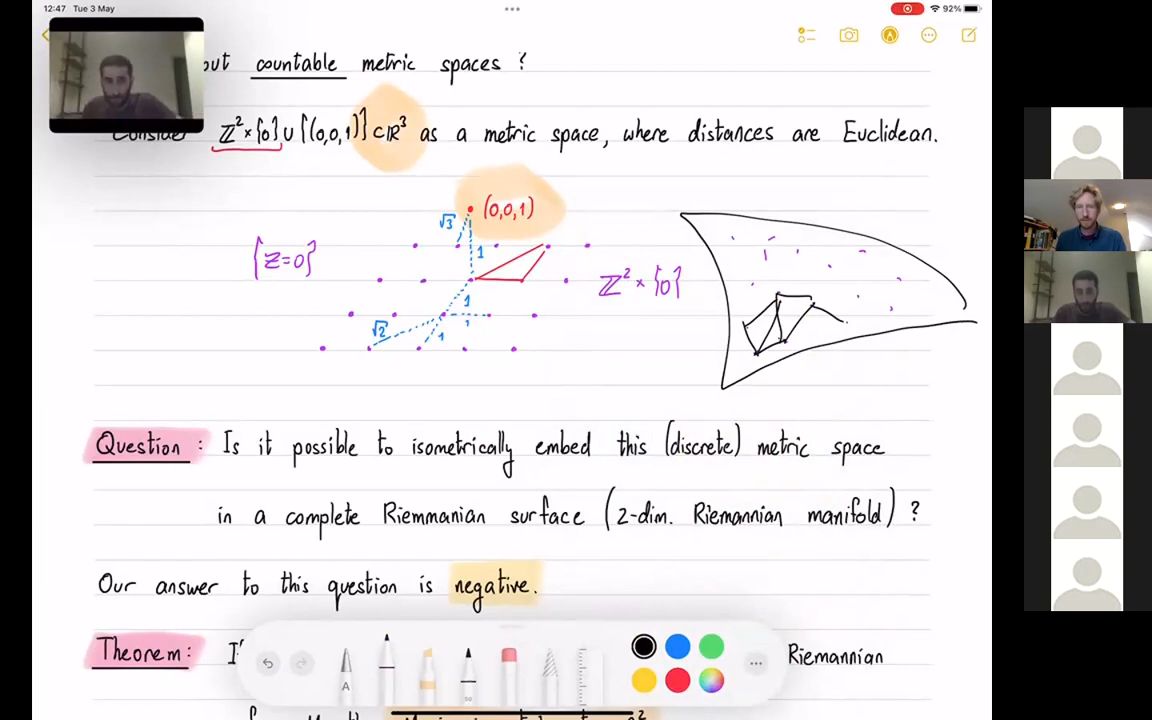 12:47 Tue 3 May
92%
out countable metric spaces ?
Consider ℤ²×{0}∪{(0,0,1)}⊂ℝ³ as a metric space, where distances are Euclidean.
(0,0,1)
√3
1
{z=0}
ℤ²×{0}
1
√2
1
1
Question : Is it possible to isometrically embed this (discrete) metric space
in a complete Riemmanian surface (2-dim. Riemannian manifold) ?
Our answer to this question is negative.
Theorem : If
Riemannian
A
50